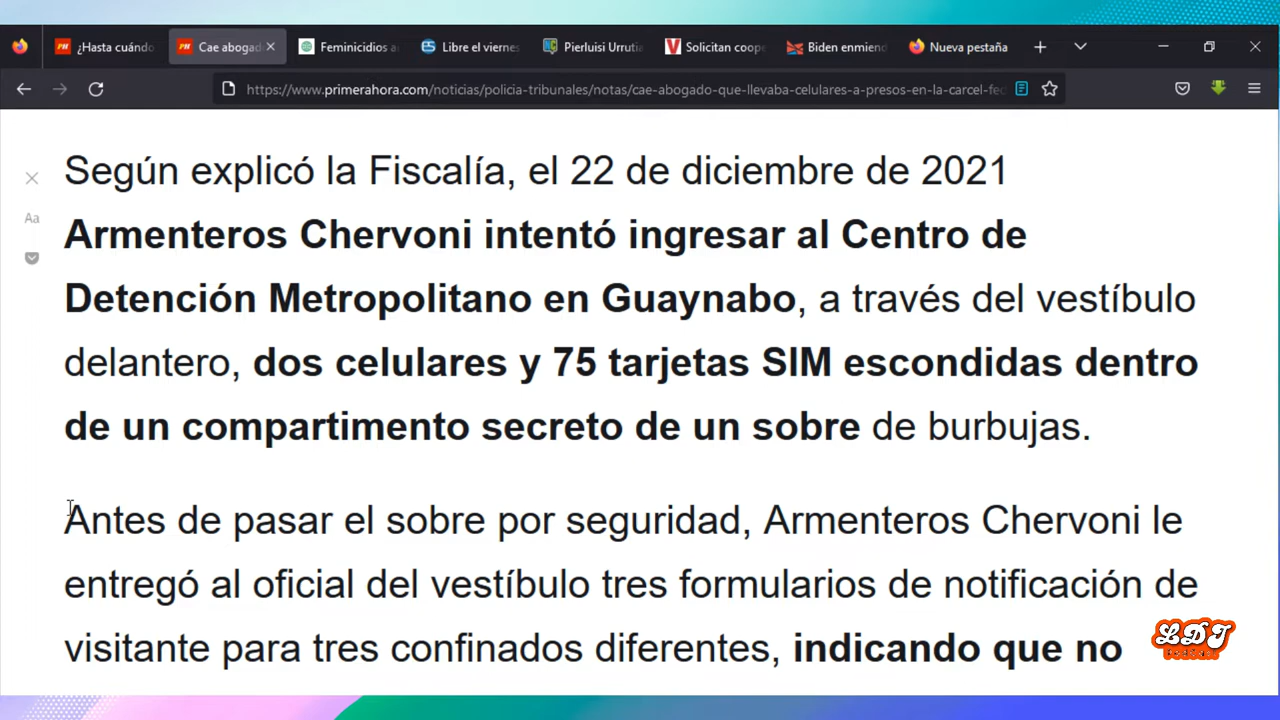 ¿Hasta cuándo
Cae abogad
Feminicidios a
Libre el viernes
Pierluisi Urrutia
Solicitan coope
Biden enmiend
Nueva pestaña
https://www.primerahora.com/noticias/policia-tribunales/notas/cae-abogado-que-llevaba-celulares-a-presos-en-la-carcel-fed
Según explicó la Fiscalía, el 22 de diciembre de 2021
Armenteros Chervoni intentó ingresar al Centro de
Detención Metropolitano en Guaynabo, a través del vestíbulo
delantero, dos celulares y 75 tarjetas SIM escondidas dentro
de un compartimento secreto de un sobre de burbujas.
Antes de pasar el sobre por seguridad, Armenteros Chervoni le
entregó al oficial del vestíbulo tres formularios de notificación de
visitante para tres confinados diferentes, indicando que no
Aa
LDT